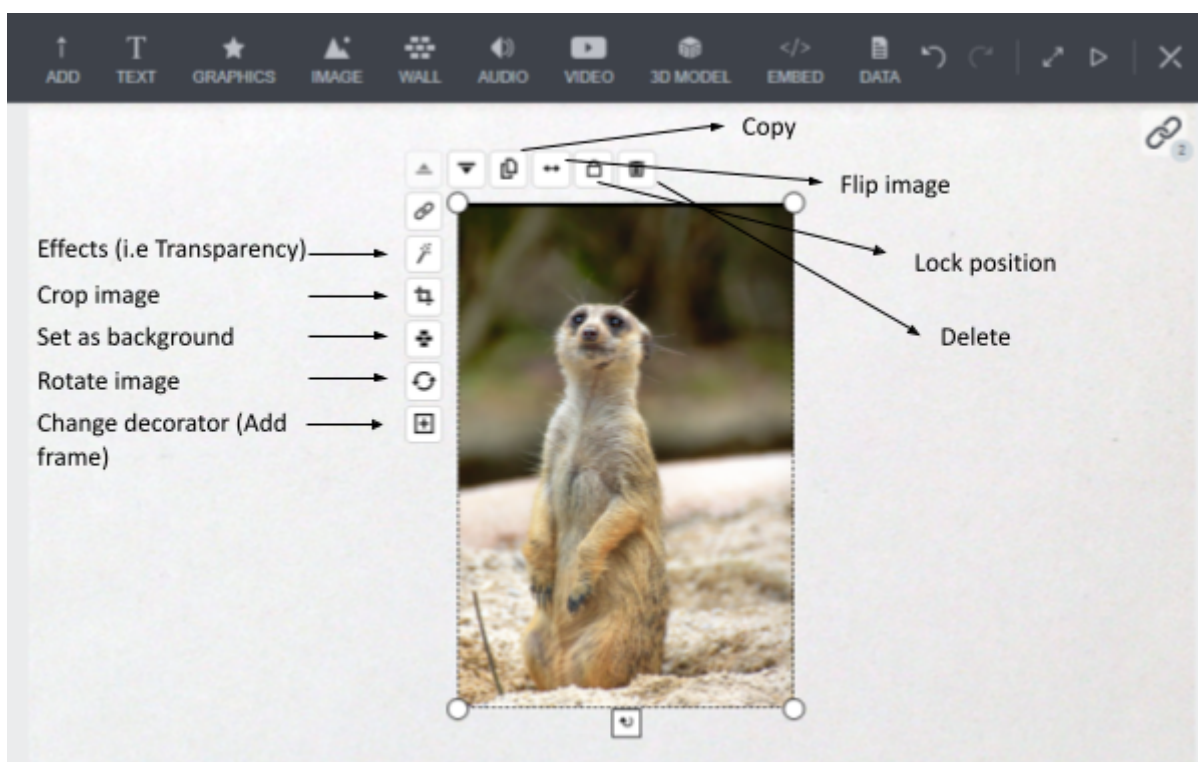 ADD TEXT GRAPHICS IMAGE WALL AUDIO VIDEO 3D MODEL EMBED DATA
2
Copy
Flip image
Effects (i.e Transparency)
Lock position
Crop image
Set as background
Delete
Rotate image
Change decorator (Add
frame)